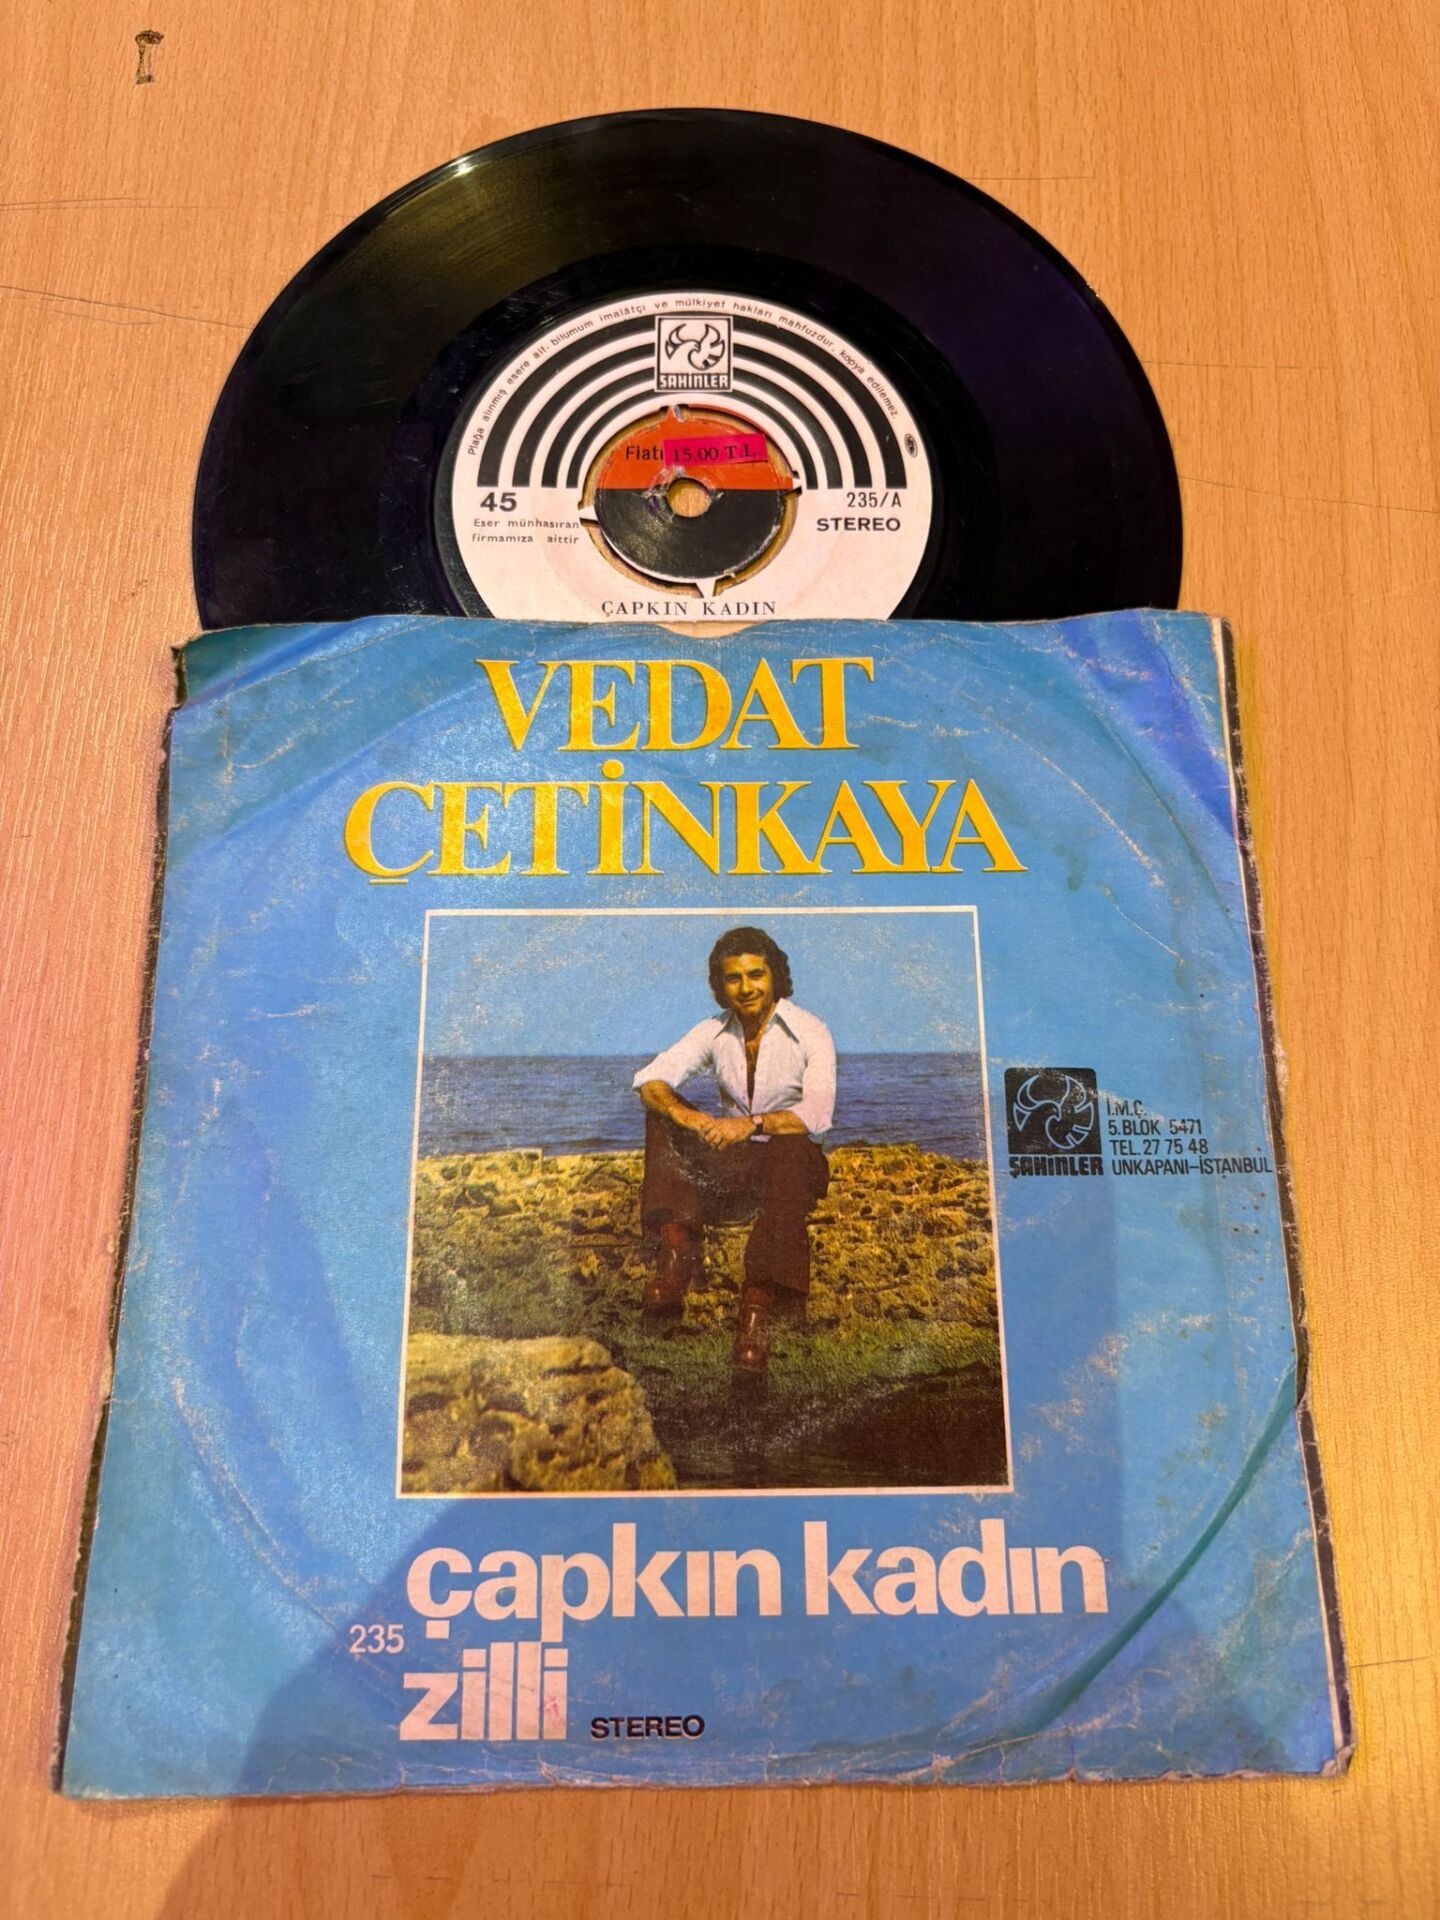 Plağa alınmış esere ait. bilumum imalâtçı ve mülkiyet hakları mahfuzdur, kopya edilemez.
ŞAHİNLER
Fiatı 15.00 T.L.
45
235/A
Eser münhasıran
STEREO
firmamıza aittir
ÇAPKIN KADIN
VEDAT
ÇETİNKAYA
İ.M.Ç.
5.BLOK 5471
TEL.27 75 48
ŞAHİNLER UNKAPANI-İSTANBUL
çapkın kadın
235
zilli STEREO